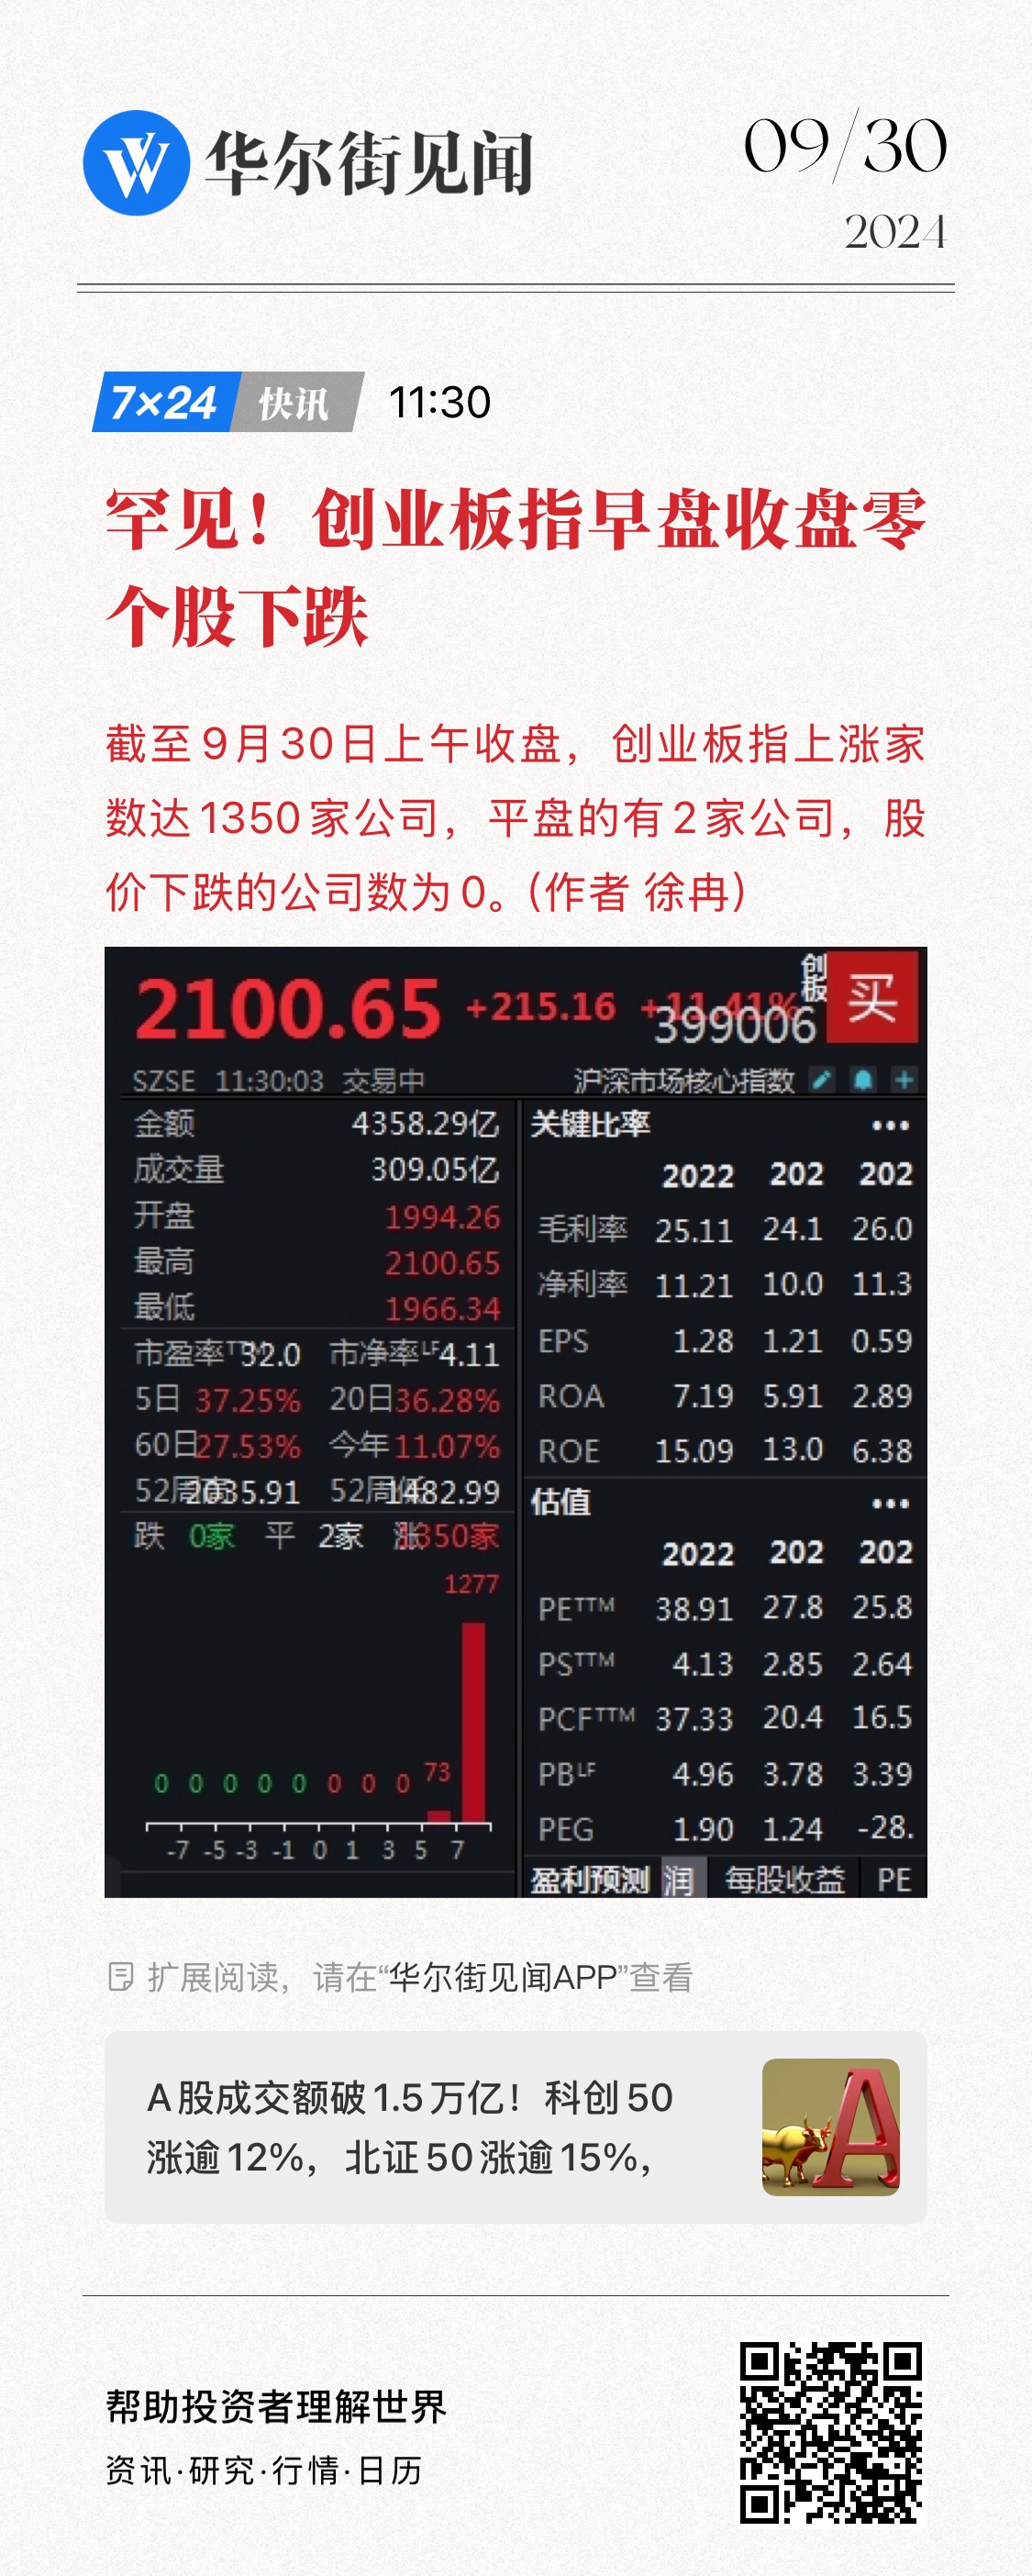 华尔街见闻
09/30
2024
7×24 快讯 11:30
罕见！创业板指早盘收盘零
个股下跌
截至9月30日上午收盘，创业板指上涨家
数达1350家公司，平盘的有2家公司，股
价下跌的公司数为0。（作者 徐冉）
2100.65 +215.16 +11.41% 创板 买
399006
SZSE 11:30:03 交易中 沪深市场核心指数
金额 4358.29亿
成交量 309.05亿
开盘 1994.26
最高 2100.65
最低 1966.34
市盈率TTM 32.0 市净率LF 4.11
5日 37.25% 20日 36.28%
60日 27.53% 今年 11.07%
52周高 2035.91 52周低 1482.99
跌 0家 平 2家 涨 1350家
1277
0 0 0 0 0 0 0 0 73
-7 -5 -3 -1 0 1 3 5 7
关键比率 •••
2022 202 202
毛利率 25.11 24.1 26.0
净利率 11.21 10.0 11.3
EPS 1.28 1.21 0.59
ROA 7.19 5.91 2.89
ROE 15.09 13.0 6.38
估值 •••
2022 202 202
PETTM 38.91 27.8 25.8
PSTTM 4.13 2.85 2.64
PCFTTM 37.33 20.4 16.5
PBLF 4.96 3.78 3.39
PEG 1.90 1.24 -28.
盈利预测 润 每股收益 PE
扩展阅读，请在“华尔街见闻APP”查看
A股成交额破1.5万亿！科创50
涨逾12%，北证50涨逾15%，
A
帮助投资者理解世界
资讯·研究·行情·日历